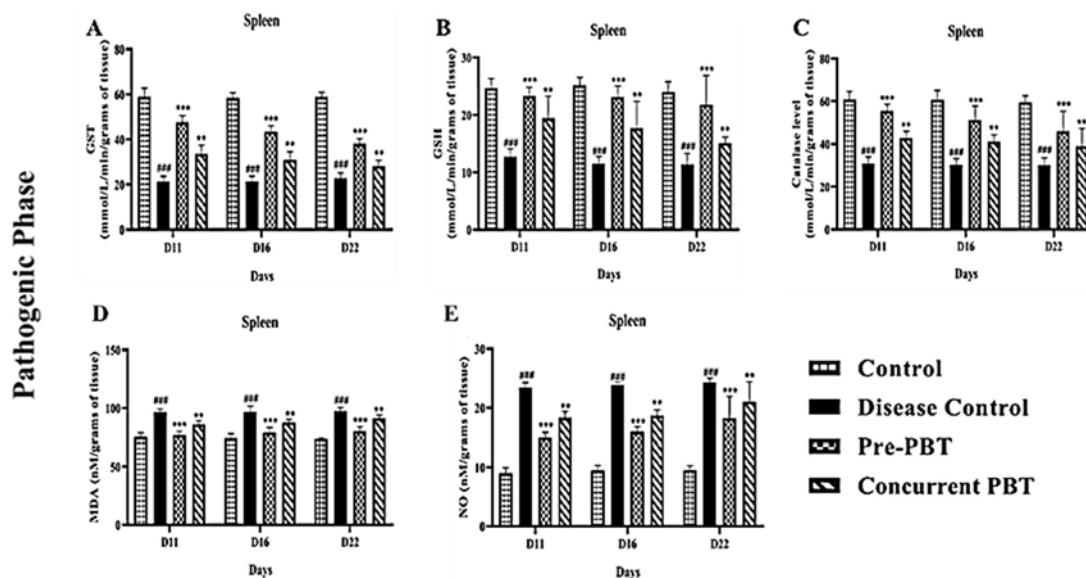 Pathogenic Phase
A
Spleen
GST
(mmol/L/min/grams of tissue)
80
60
40
20
0
###
***
**
###
***
**
###
***
**
D11
D16
D22
Days
B
Spleen
GSH
(mmol/L/min/grams of tissue)
30
20
10
0
###
***
**
###
***
**
###
***
**
D11
D16
D22
Days
C
Spleen
Catalase level
(mmol/L/min/grams of tissue)
80
60
40
20
0
###
***
**
###
***
**
###
***
**
D11
D16
D22
Days
D
Spleen
MDA (nM/grams of tissue)
150
100
50
0
###
***
**
###
***
**
###
***
**
D11
D16
D22
Days
E
Spleen
NO (nM/grams of tissue)
30
20
10
0
###
***
**
###
***
**
###
***
**
D11
D16
D22
Days
Control
Disease Control
Pre-PBT
Concurrent PBT